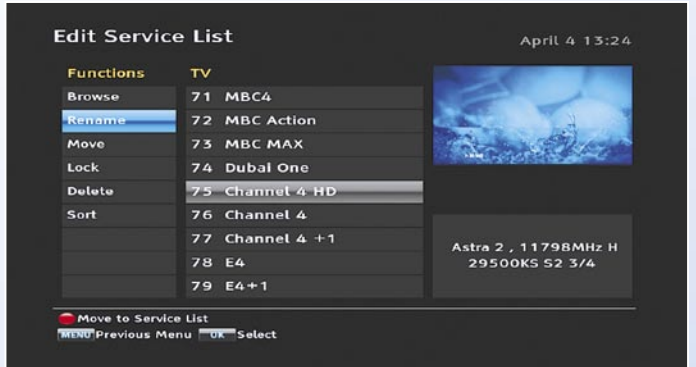 Edit Service List
April 4 13:24
Functions
TV
Browse
Rename
Move
Lock
Delete
Sort
71 MBC4
72 MBC Action
73 MBC MAX
74 Dubai One
75 Channel 4 HD
76 Channel 4
77 Channel 4 +1
78 E4
79 E4+1
Astra 2 , 11798MHz H
29500KS S2 3/4
Move to Service List
MENU Previous Menu OK Select